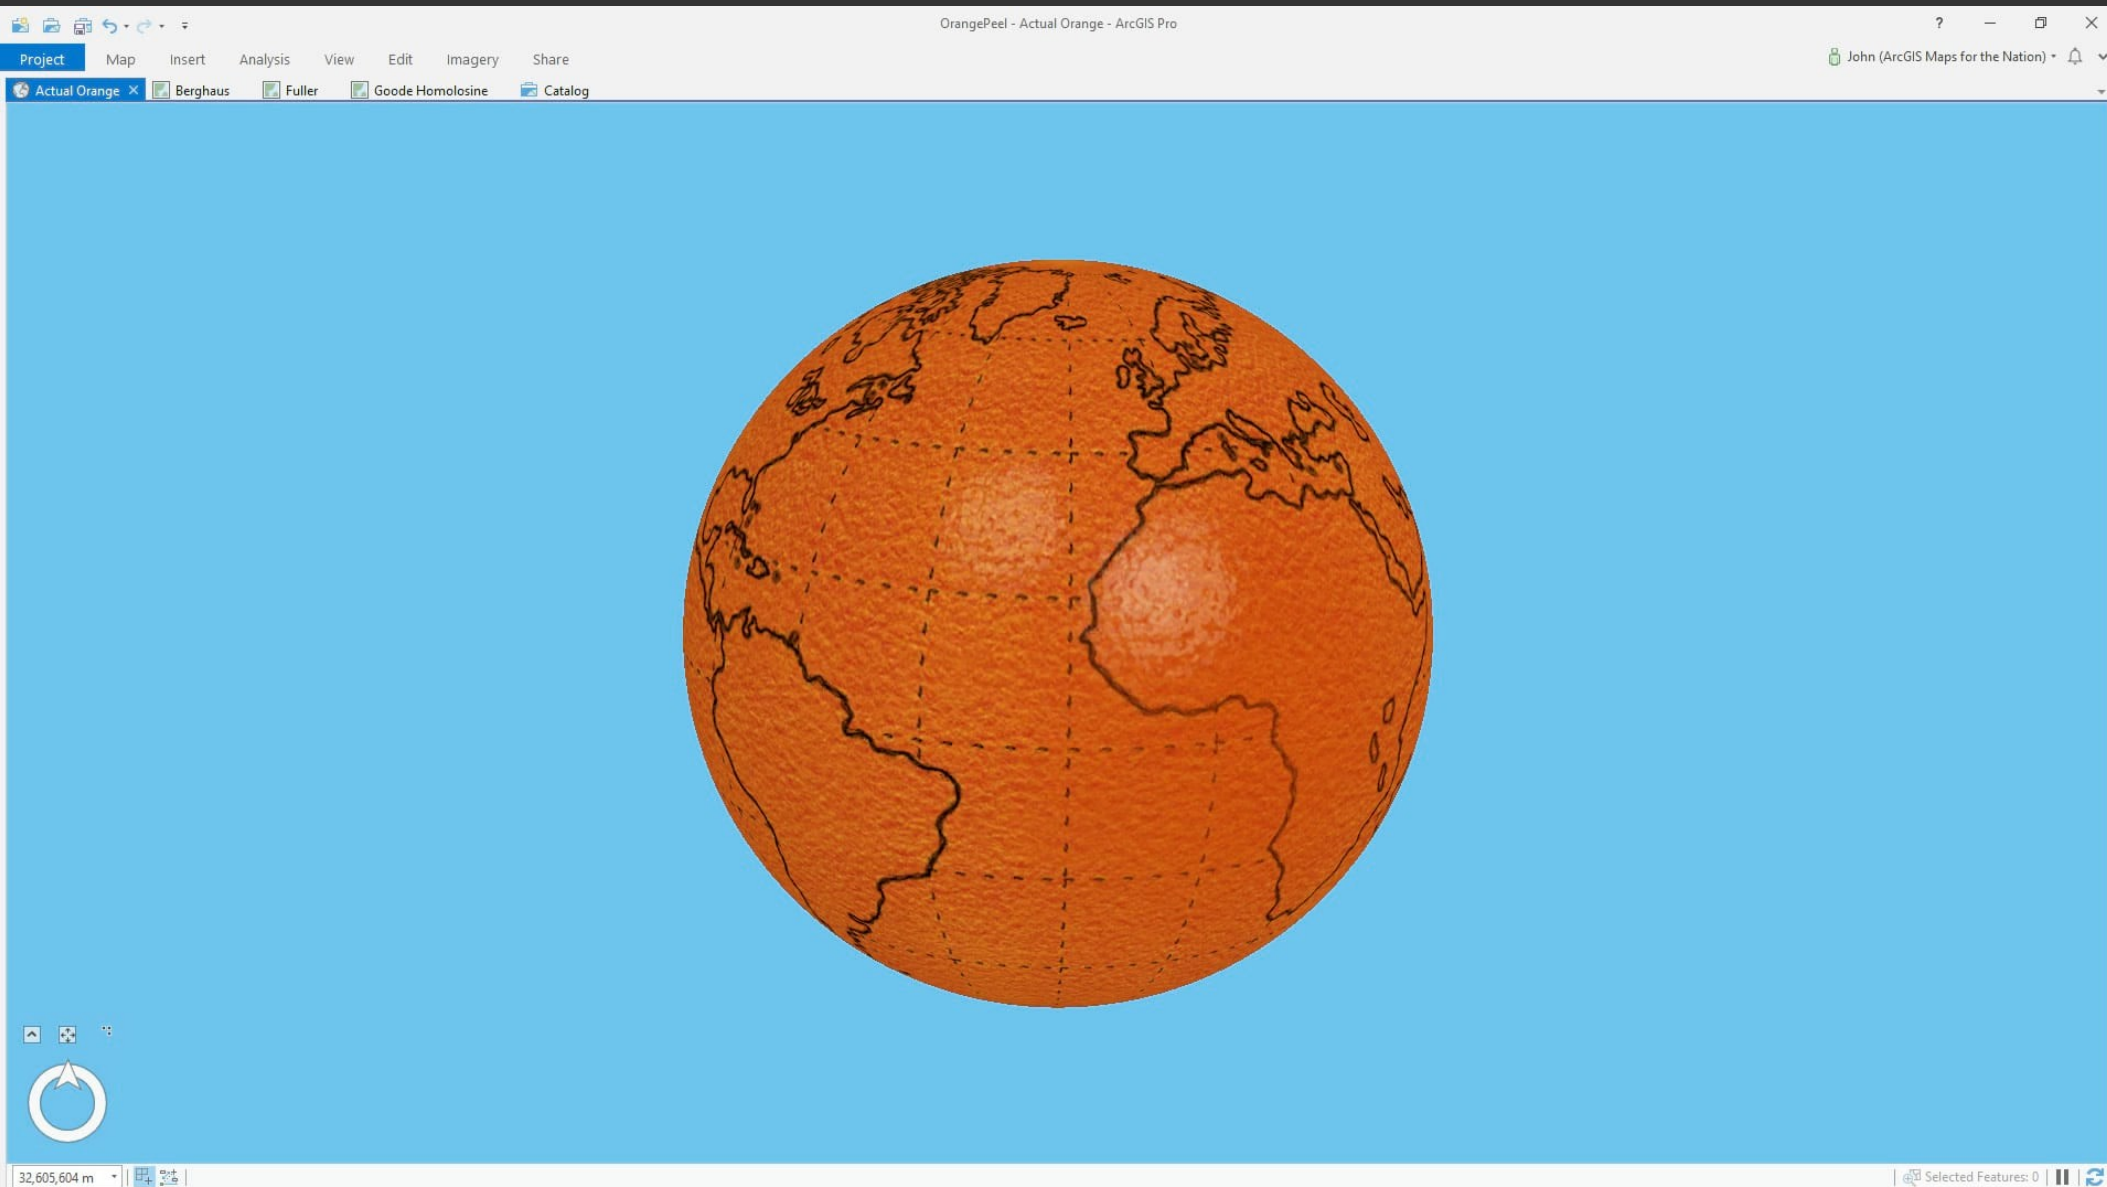 OrangePeel - Actual Orange - ArcGIS Pro
?
Project Map Insert Analysis View Edit Imagery Share
John (ArcGIS Maps for the Nation)
Actual Orange Berghaus Fuller Goode Homolosine Catalog
32,605,604 m
Selected Features: 0